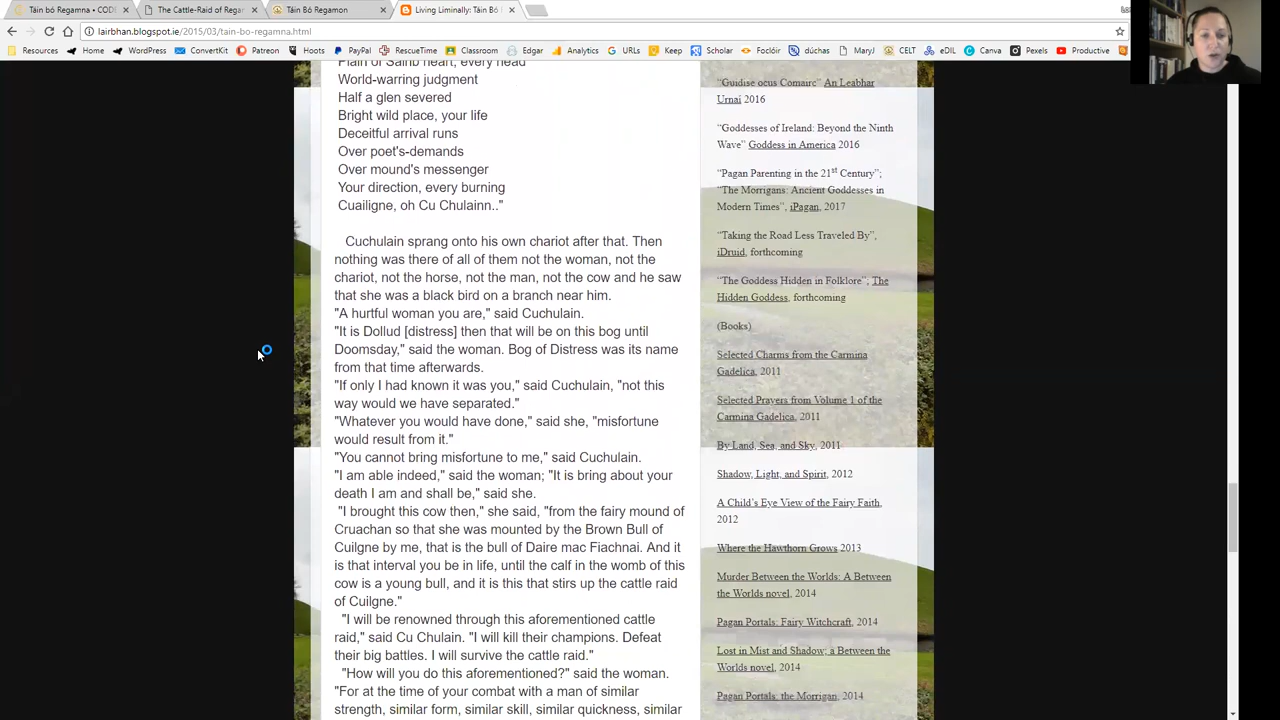 Táin bó Regamna • CODE
The Cattle-Raid of Regar
Táin Bó Regamon
Living Liminally: Táin Bó
lairbhan.blogspot.ie/2015/03/tain-bo-regamna.html
Resources
Home
WordPress
ConvertKit
Patreon
Hoots
PayPal
RescueTime
Classroom
Edgar
Analytics
URLs
Keep
Scholar
Foclóir
dúchas
MaryJ
CELT
eDIL
Canva
Pexels
Plain of Sainb heart, every head
World-warring judgment
Half a glen severed
Bright wild place, your life
Deceitful arrival runs
Over poet's-demands
Over mound's messenger
Your direction, every burning
Cuailigne, oh Cu Chulainn.."
Cuchulain sprang onto his own chariot after that. Then
nothing was there of all of them not the woman, not the
chariot, not the horse, not the man, not the cow and he saw
that she was a black bird on a branch near him.
"A hurtful woman you are," said Cuchulain.
"It is Dollud [distress] then that will be on this bog until
Doomsday," said the woman. Bog of Distress was its name
from that time afterwards.
"If only I had known it was you," said Cuchulain, "not this
way would we have separated."
"Whatever you would have done," said she, "misfortune
would result from it."
"You cannot bring misfortune to me," said Cuchulain.
"I am able indeed," said the woman; "It is bring about your
death I am and shall be," said she.
"I brought this cow then," she said, "from the fairy mound of
Cruachan so that she was mounted by the Brown Bull of
Cuilgne by me, that is the bull of Daire mac Fiachnai. And it
is that interval you be in life, until the calf in the womb of this
cow is a young bull, and it is this that stirs up the cattle raid
of Cuilgne."
"I will be renowned through this aforementioned cattle
raid," said Cu Chulain. "I will kill their champions. Defeat
their big battles. I will survive the cattle raid."
"How will you do this aforementioned?" said the woman.
"For at the time of your combat with a man of similar
strength, similar form, similar skill, similar quickness, similar
"Guidise ocus Comairc" An Leabhar
Urnaí 2016
"Goddesses of Ireland: Beyond the Ninth
Wave" Goddess in America 2016
"Pagan Parenting in the 21st Century";
"The Morrigans: Ancient Goddesses in
Modern Times", iPagan, 2017
"Taking the Road Less Traveled By",
iDruid, forthcoming
"The Goddess Hidden in Folklore"; The
Hidden Goddess, forthcoming
(Books)
Selected Charms from the Carmina
Gadelica, 2011
Selected Prayers from Volume 1 of the
Carmina Gadelica, 2011
By Land, Sea, and Sky, 2011
Shadow, Light, and Spirit, 2012
A Child's Eye View of the Fairy Faith,
2012
Where the Hawthorn Grows 2013
Murder Between the Worlds: A Between
the Worlds novel, 2014
Pagan Portals: Fairy Witchcraft, 2014
Lost in Mist and Shadow; a Between the
Worlds novel, 2014
Pagan Portals: the Morrigan, 2014